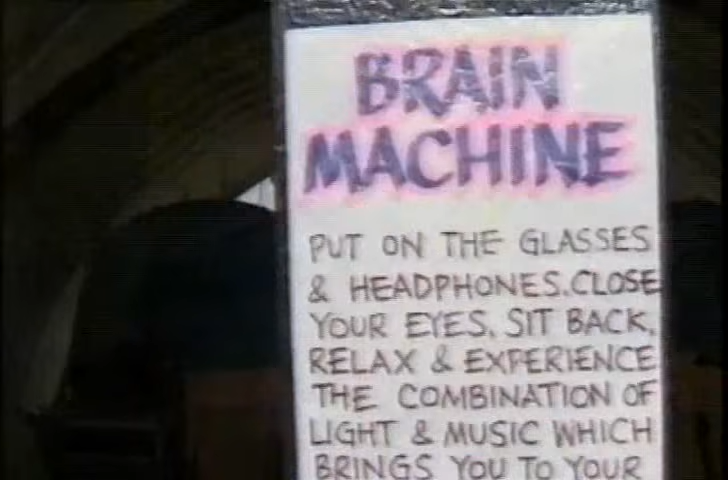 BRAIN
MACHINE
PUT ON THE GLASSES
& HEADPHONES. CLOSE
YOUR EYES, SIT BACK,
RELAX & EXPERIENCE
THE COMBINATION OF
LIGHT & MUSIC WHICH
BRINGS YOU TO YOUR